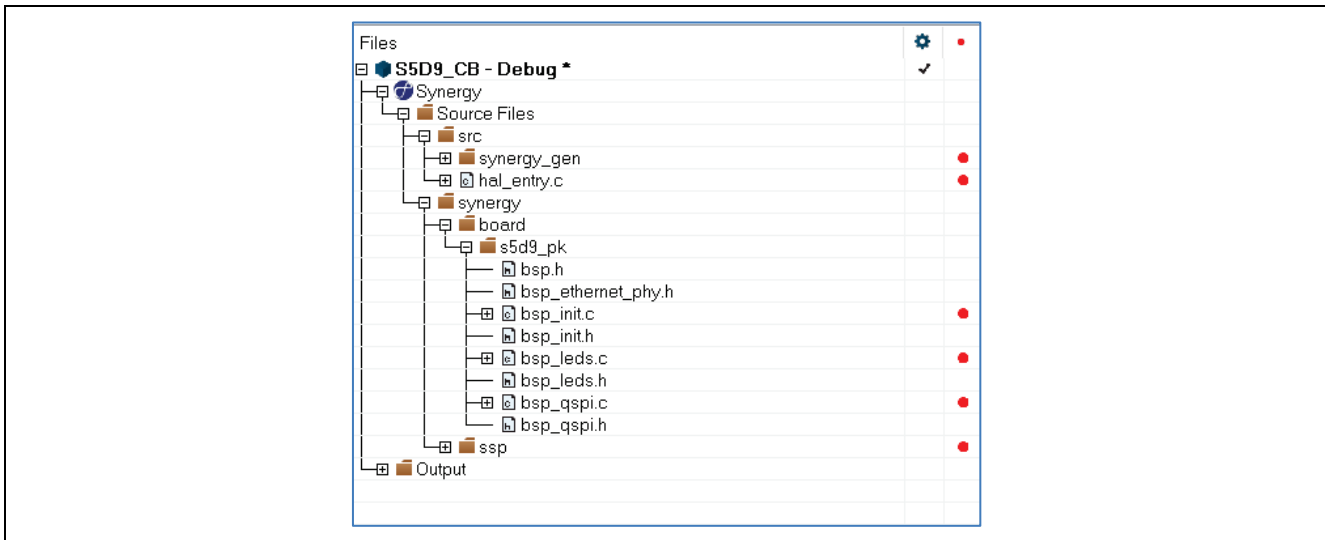 Files
S5D9_CB - Debug *
Synergy
Source Files
src
synergy_gen
hal_entry.c
synergy
board
s5d9_pk
bsp.h
bsp_ethernet_phy.h
bsp_init.c
bsp_init.h
bsp_leds.c
bsp_leds.h
bsp_qspi.c
bsp_qspi.h
ssp
Output